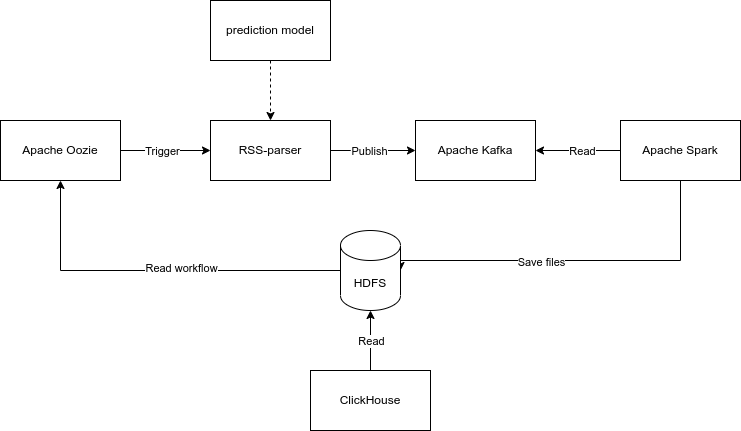 prediction model
Apache Oozie
Trigger
RSS-parser
Publish
Apache Kafka
Read
Apache Spark
Read workflow
HDFS
Save files
Read
ClickHouse